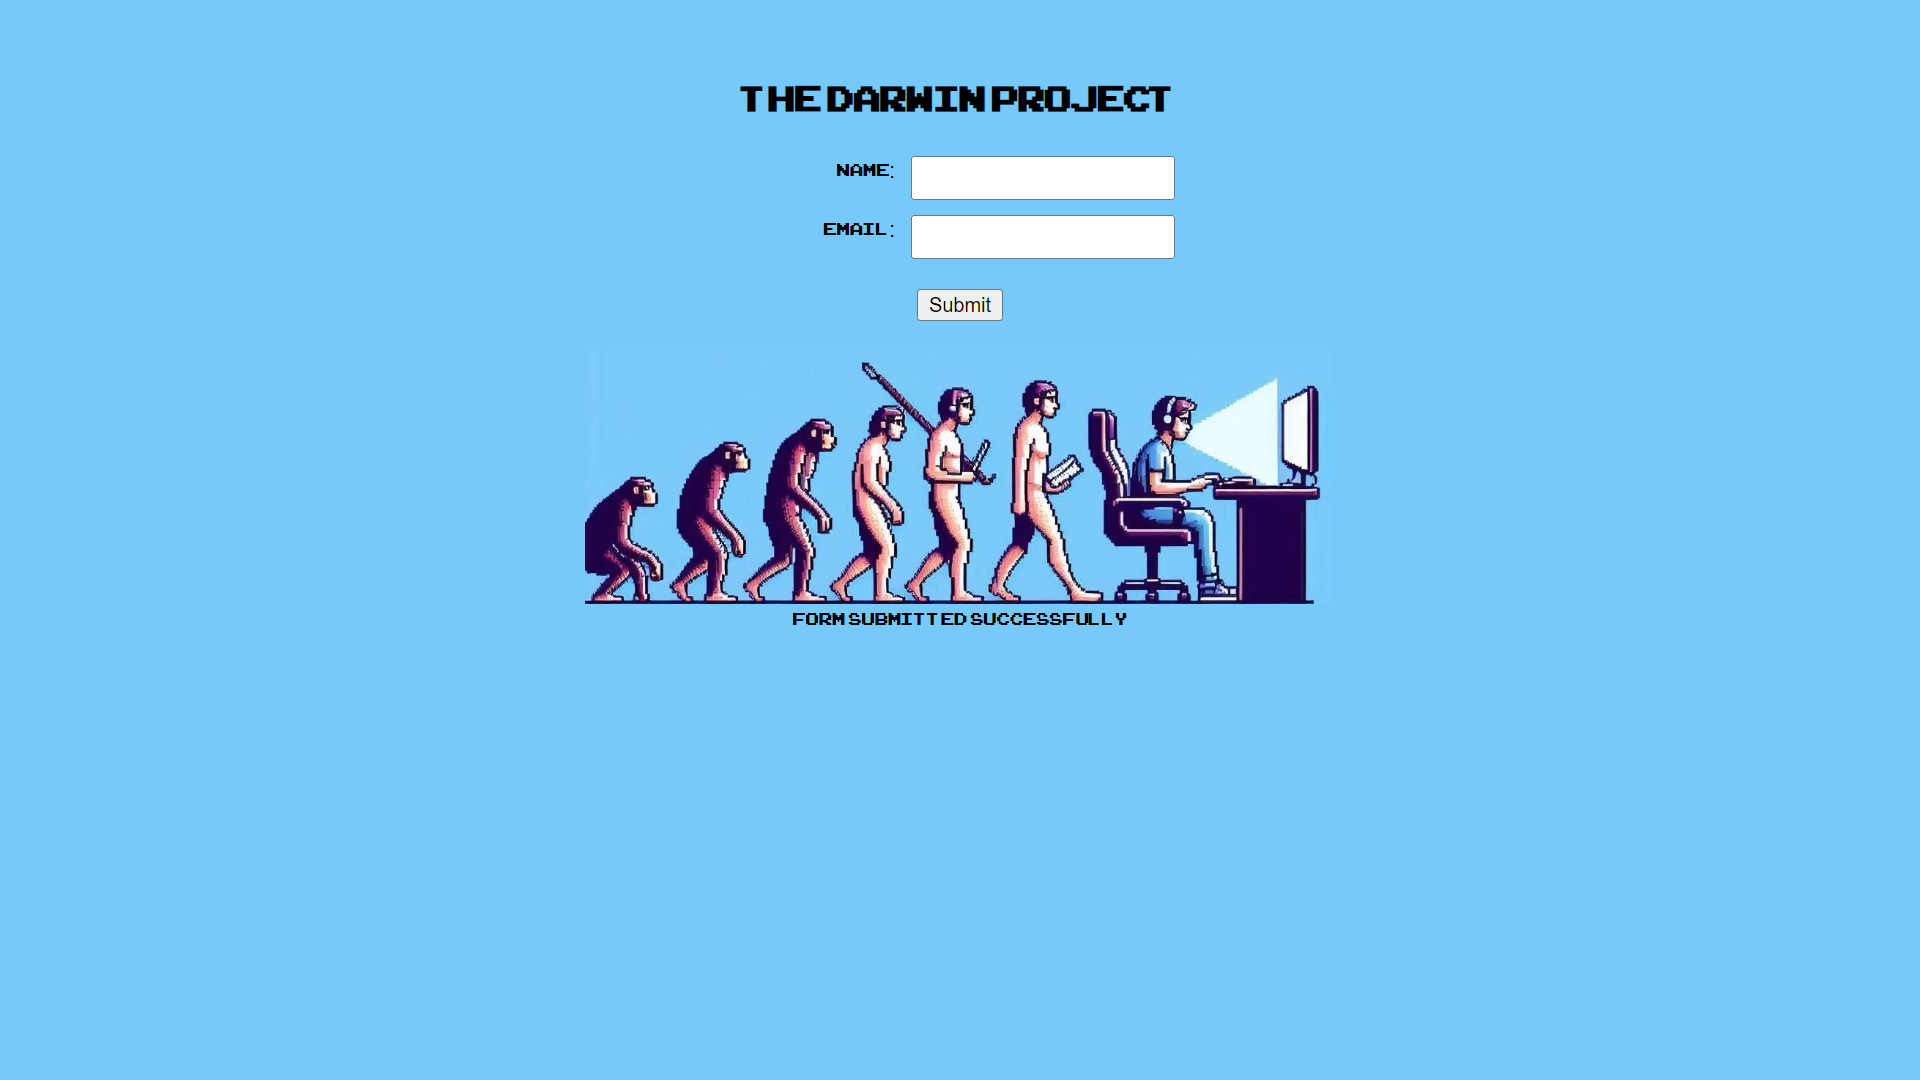 THE DARWIN PROJECT
NAME:
EMAIL:
Submit
FORM SUBMITTED SUCCESSFULLY